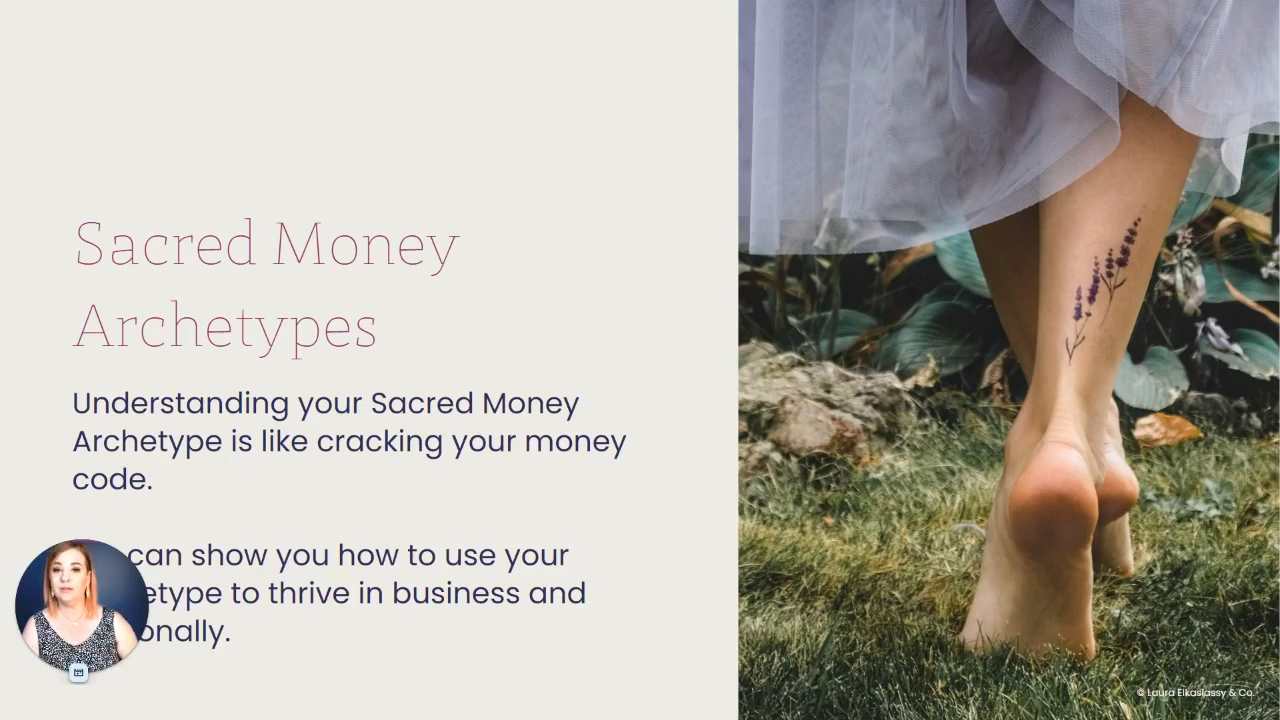 Sacred Money
Archetypes
Understanding your Sacred Money
Archetype is like cracking your money
code.
can show you how to use your
etype to thrive in business and
onally.
© Laura Elkaslassy & Co.